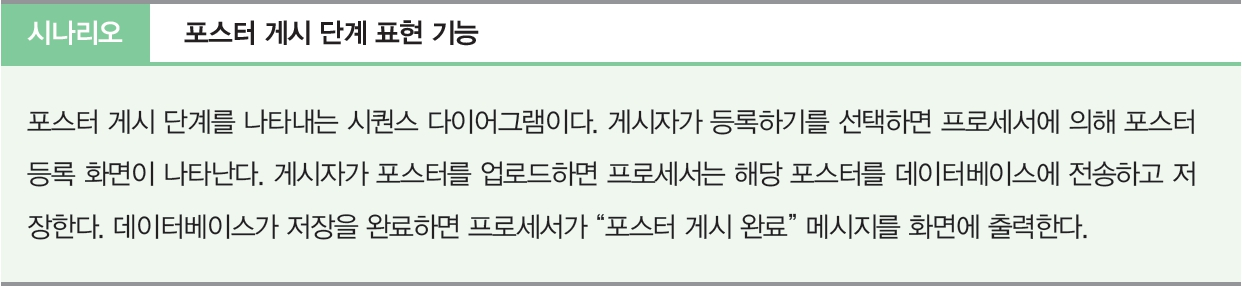 시나리오 포스터 게시 단계 표현 기능
포스터 게시 단계를 나타내는 시퀀스 다이어그램이다. 게시자가 등록하기를 선택하면 프로세서에 의해 포스터
등록 화면이 나타난다. 게시자가 포스터를 업로드하면 프로세서는 해당 포스터를 데이터베이스에 전송하고 저
장한다. 데이터베이스가 저장을 완료하면 프로세서가 “포스터 게시 완료” 메시지를 화면에 출력한다.